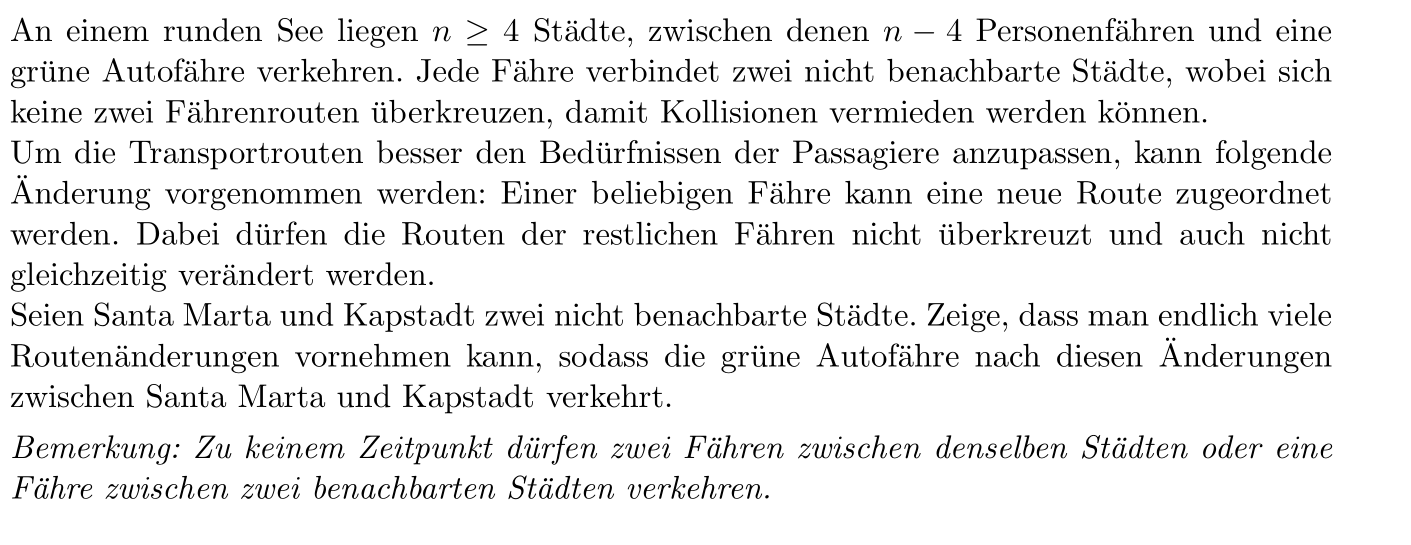 An einem runden See liegen n ≥ 4 Städte, zwischen denen n − 4 Personenfähren und eine
grüne Autofähre verkehren. Jede Fähre verbindet zwei nicht benachbarte Städte, wobei sich
keine zwei Fährenrouten überkreuzen, damit Kollisionen vermieden werden können.
Um die Transportrouten besser den Bedürfnissen der Passagiere anzupassen, kann folgende
Änderung vorgenommen werden: Einer beliebigen Fähre kann eine neue Route zugeordnet
werden. Dabei dürfen die Routen der restlichen Fähren nicht überkreuzt und auch nicht
gleichzeitig verändert werden.
Seien Santa Marta und Kapstadt zwei nicht benachbarte Städte. Zeige, dass man endlich viele
Routenänderungen vornehmen kann, sodass die grüne Autofähre nach diesen Änderungen
zwischen Santa Marta und Kapstadt verkehrt.
Bemerkung: Zu keinem Zeitpunkt dürfen zwei Fähren zwischen denselben Städten oder eine
Fähre zwischen zwei benachbarten Städten verkehren.